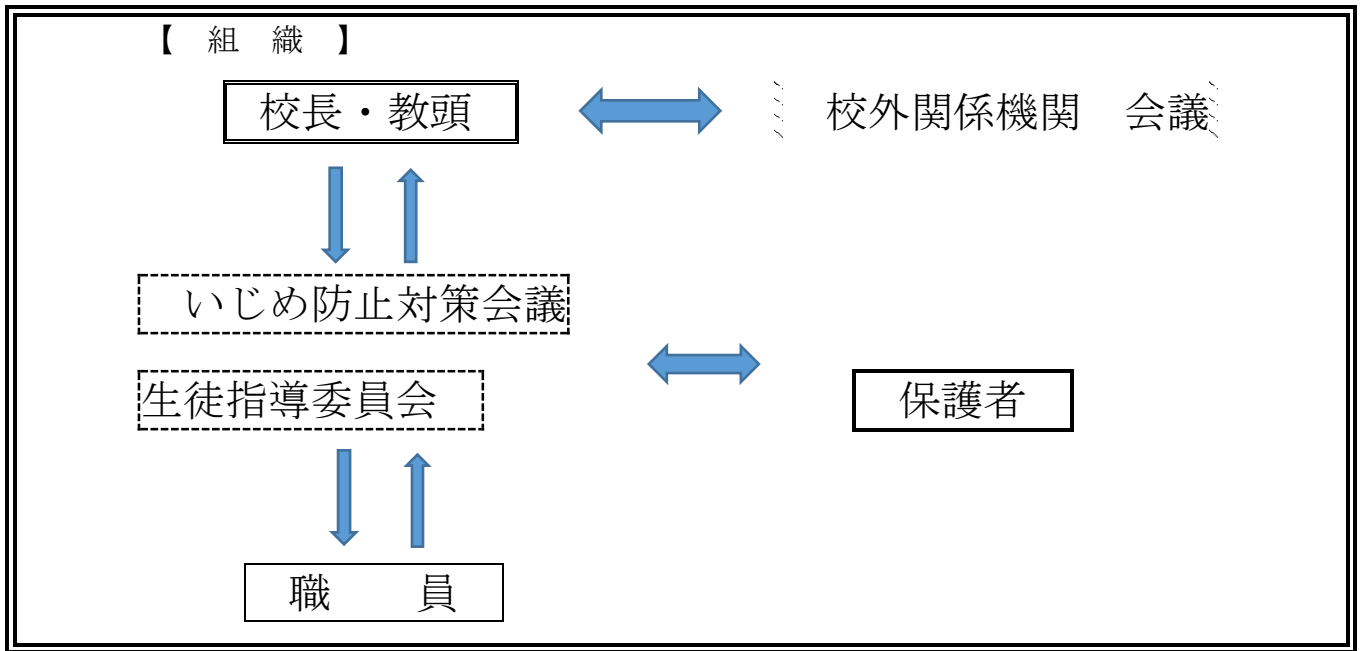 【 組 織 】
校長・教頭
校外関係機関 会議
いじめ防止対策会議
生徒指導委員会
保護者
職 員